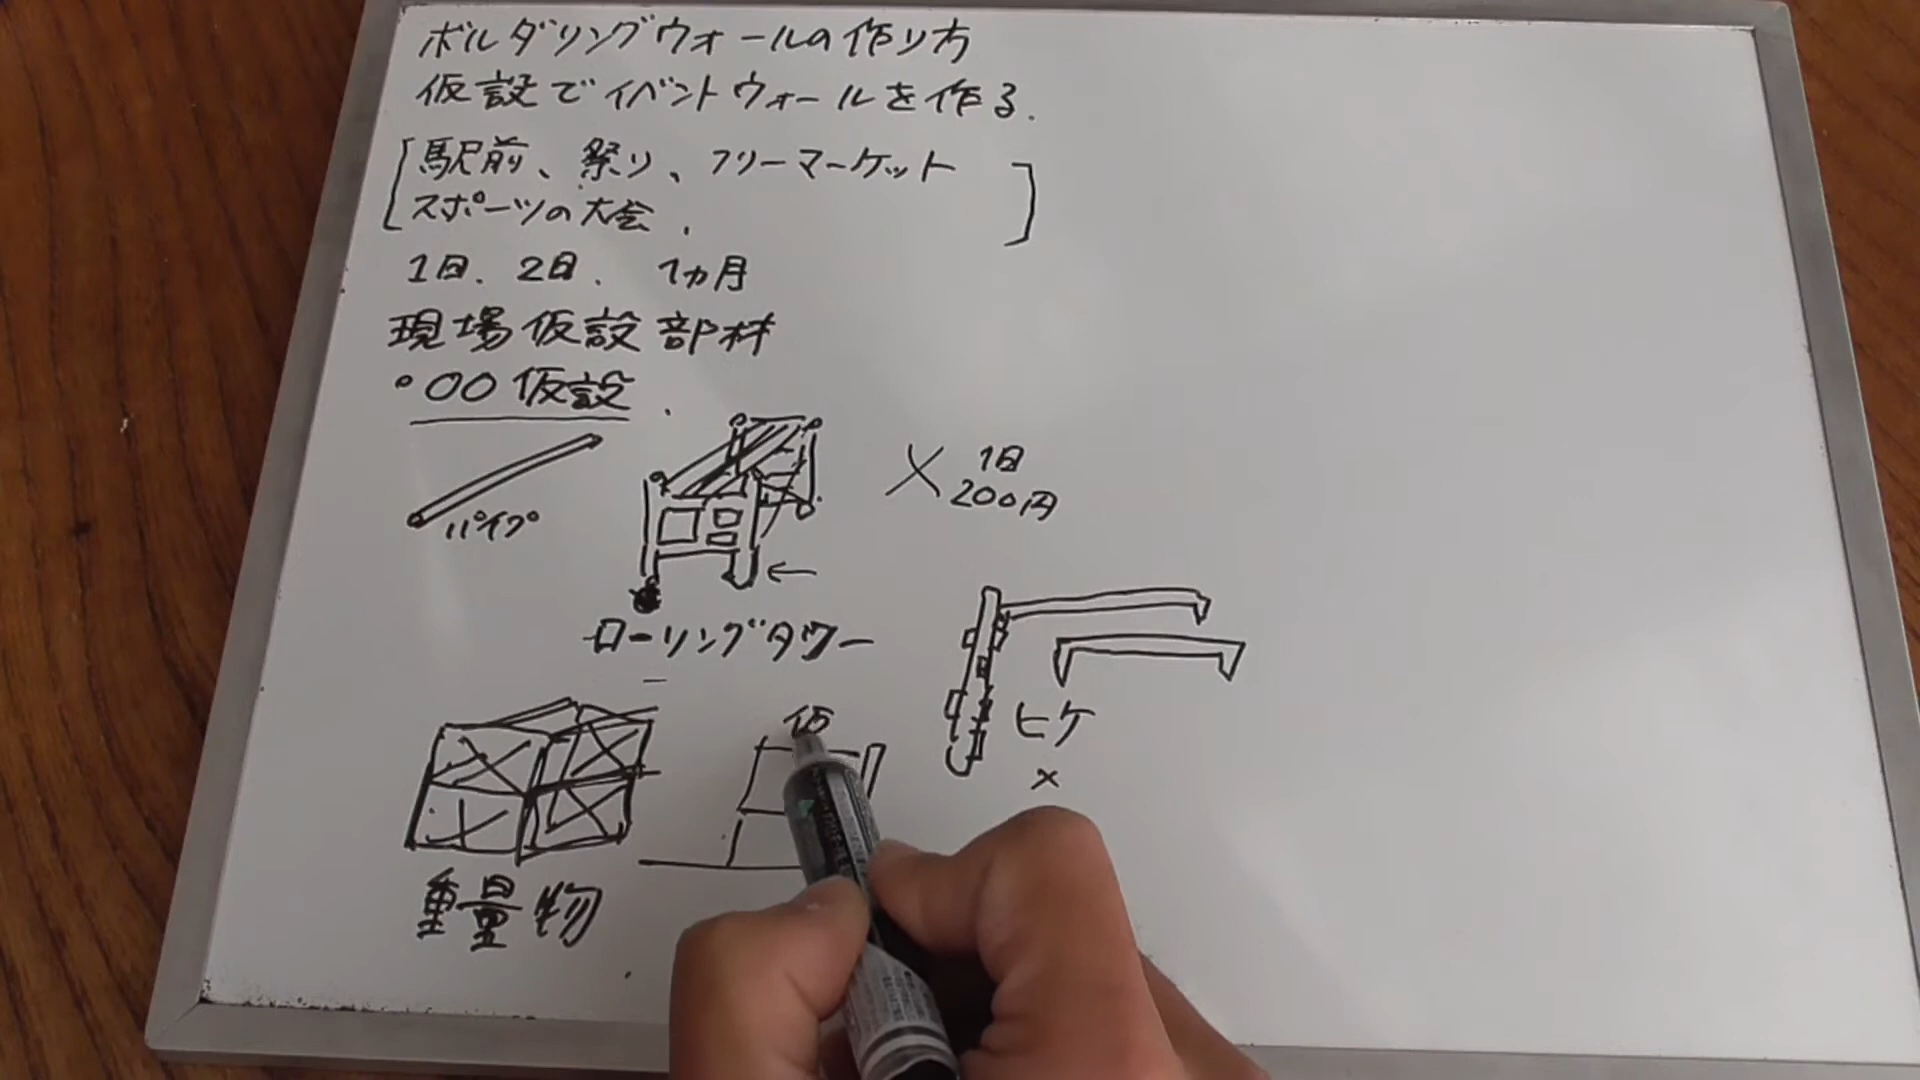 ボルダリングウォールの作り方
仮設でイベントウォールを作る.
駅前、祭り、フリーマーケット
スポーツの大会.
1日. 2日. 1ヵ月
現場仮設部材
・○○仮設.
パイプ
× 1日
200円
ローリングタワー
ヒケ
×
重量物